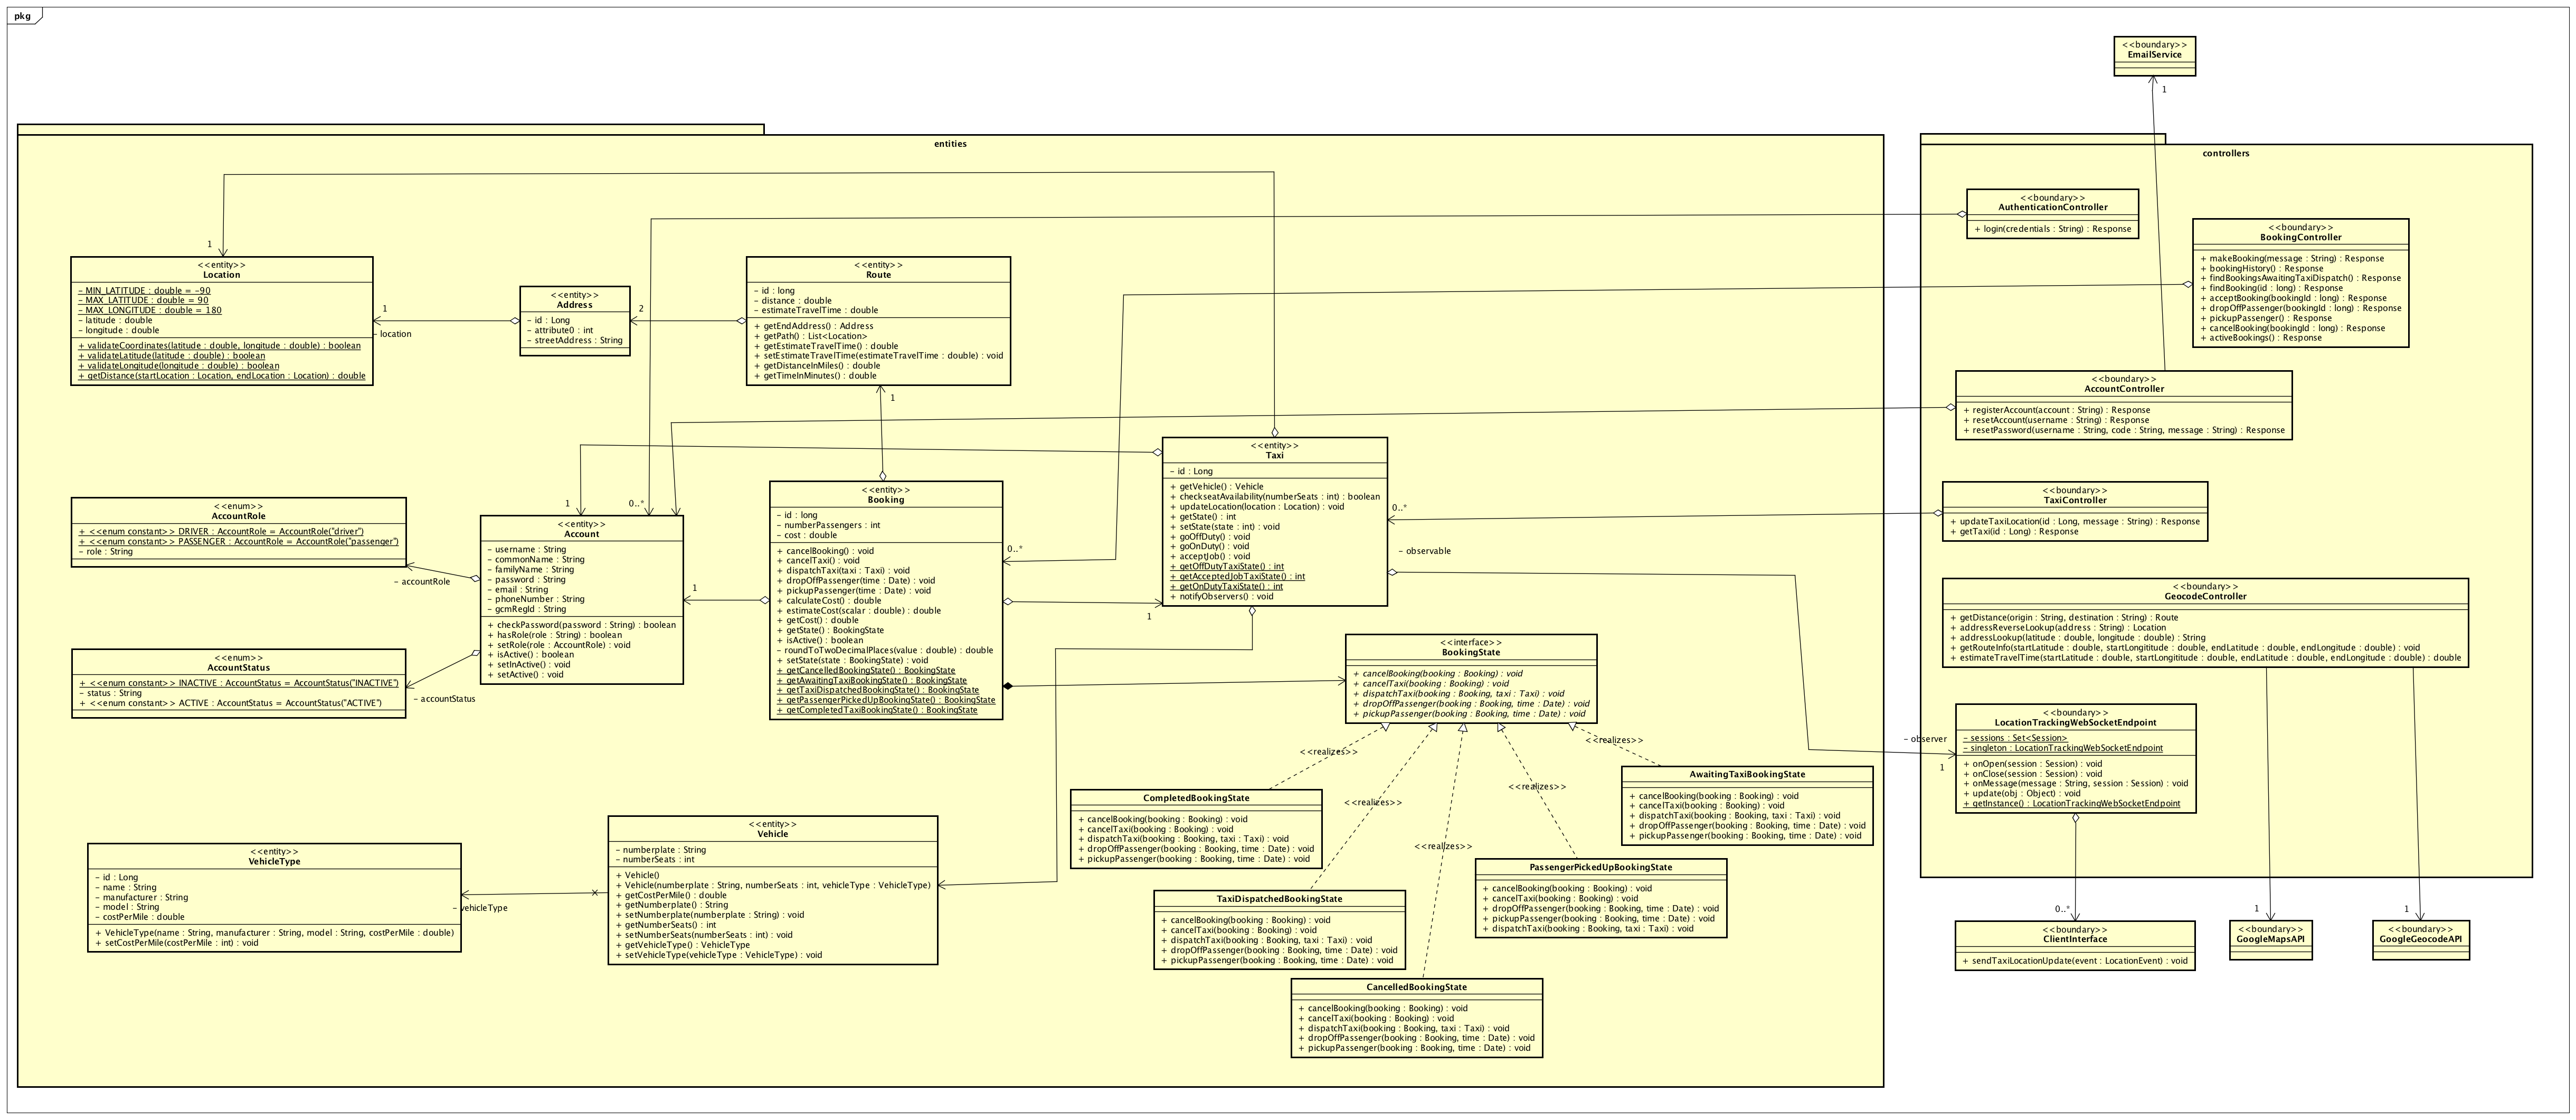 pkg
<<boundary>>
EmailService
1
entities
controllers
<<boundary>>
AuthenticationController
+ login(credentials : String) : Response
<<boundary>>
BookingController
+ makeBooking(message : String) : Response
+ bookingHistory() : Response
+ findBookingsAwaitingTaxiDispatch() : Response
+ findBooking(id : long) : Response
+ acceptBooking(bookingId : long) : Response
+ dropOffPassenger(bookingId : long) : Response
+ pickupPassenger() : Response
+ cancelBooking(bookingId : long) : Response
+ activeBookings() : Response
1
<<entity>>
Location
- MIN_LATITUDE : double = -90
- MAX_LATITUDE : double = 90
- MAX_LONGITUDE : double = 180
- latitude : double
- longitude : double
+ validateCoordinates(latitude : double, longitude : double) : boolean
+ validateLatitude(latitude : double) : boolean
+ validateLongitude(longitude : double) : boolean
+ getDistance(startLocation : Location, endLocation : Location) : double
1
- location
<<entity>>
Address
- id : Long
- attribute0 : int
- streetAddress : String
2
<<entity>>
Route
- id : long
- distance : double
- estimateTravelTime : double
+ getEndAddress() : Address
+ getPath() : List<Location>
+ getEstimateTravelTime() : double
+ setEstimateTravelTime(estimateTravelTime : double) : void
+ getDistanceInMiles() : double
+ getTimeInMinutes() : double
1
<<boundary>>
AccountController
+ registerAccount(account : String) : Response
+ resetAccount(username : String) : Response
+ resetPassword(username : String, code : String, message : String) : Response
<<entity>>
Taxi
- id : Long
+ getVehicle() : Vehicle
+ checkseatAvailability(numberSeats : int) : boolean
+ updateLocation(location : Location) : void
+ getState() : int
+ setState(state : int) : void
+ goOffDuty() : void
+ goOnDuty() : void
+ acceptJob() : void
+ getOffDutyTaxiState() : int
+ getAcceptedJobTaxiState() : int
+ getOnDutyTaxiState() : int
+ notifyObservers() : void
0..*
- observable
<<boundary>>
TaxiController
+ updateTaxiLocation(id : Long, message : String) : Response
+ getTaxi(id : Long) : Response
<<enum>>
AccountRole
+ <<enum constant>> DRIVER : AccountRole = AccountRole("driver")
+ <<enum constant>> PASSENGER : AccountRole = AccountRole("passenger")
- role : String
- accountRole
1
0..*
<<entity>>
Account
- username : String
- commonName : String
- familyName : String
- password : String
- email : String
- phoneNumber : String
- gcmRegId : String
+ checkPassword(password : String) : boolean
+ hasRole(role : String) : boolean
+ setRole(role : AccountRole) : void
+ isActive() : boolean
+ setInActive() : void
+ setActive() : void
1
<<entity>>
Booking
- id : long
- numberPassengers : int
- cost : double
+ cancelBooking() : void
+ cancelTaxi() : void
+ dispatchTaxi(taxi : Taxi) : void
+ dropOffPassenger(time : Date) : void
+ pickupPassenger(time : Date) : void
+ calculateCost() : double
+ estimateCost(scalar : double) : double
+ getCost() : double
+ getState() : BookingState
+ isActive() : boolean
- roundToTwoDecimalPlaces(value : double) : double
+ setState(state : BookingState) : void
+ getCancelledBookingState() : BookingState
+ getAwaitingTaxiBookingState() : BookingState
+ getTaxiDispatchedBookingState() : BookingState
+ getPassengerPickedUpBookingState() : BookingState
+ getCompletedTaxiBookingState() : BookingState
0..*
1
<<boundary>>
GeocodeController
+ getDistance(origin : String, destination : String) : Route
+ addressReverseLookup(address : String) : Location
+ addressLookup(latitude : double, longitude : double) : String
+ getRouteInfo(startLatitude : double, startLongitiude : double, endLatitude : double, endLongitude : double) : void
+ estimateTravelTime(startLatitude : double, startLongitiude : double, endLatitude : double, endLongitude : double) : double
<<enum>>
AccountStatus
+ <<enum constant>> INACTIVE : AccountStatus = AccountStatus("INACTIVE")
- status : String
+ <<enum constant>> ACTIVE : AccountStatus = AccountStatus("ACTIVE")
- accountStatus
<<interface>>
BookingState
+ cancelBooking(booking : Booking) : void
+ cancelTaxi(booking : Booking) : void
+ dispatchTaxi(booking : Booking, taxi : Taxi) : void
+ dropOffPassenger(booking : Booking, time : Date) : void
+ pickupPassenger(booking : Booking, time : Date) : void
<<realizes>>
<<realizes>>
<<realizes>>
<<realizes>>
<<realizes>>
- observer
1
<<boundary>>
LocationTrackingWebSocketEndpoint
- sessions : Set<Session>
- singleton : LocationTrackingWebSocketEndpoint
+ onOpen(session : Session) : void
+ onClose(session : Session) : void
+ onMessage(message : String, session : Session) : void
+ update(obj : Object) : void
+ getInstance() : LocationTrackingWebSocketEndpoint
AwaitingTaxiBookingState
+ cancelBooking(booking : Booking) : void
+ cancelTaxi(booking : Booking) : void
+ dispatchTaxi(booking : Booking, taxi : Taxi) : void
+ dropOffPassenger(booking : Booking, time : Date) : void
+ pickupPassenger(booking : Booking, time : Date) : void
CompletedBookingState
+ cancelBooking(booking : Booking) : void
+ cancelTaxi(booking : Booking) : void
+ dispatchTaxi(booking : Booking, taxi : Taxi) : void
+ dropOffPassenger(booking : Booking, time : Date) : void
+ pickupPassenger(booking : Booking, time : Date) : void
<<entity>>
VehicleType
- id : Long
- name : String
- manufacturer : String
- model : String
- costPerMile : double
+ VehicleType(name : String, manufacturer : String, model : String, costPerMile : double)
+ setCostPerMile(costPerMile : int) : void
- vehicleType
<<entity>>
Vehicle
- numberplate : String
- numberSeats : int
+ Vehicle()
+ Vehicle(numberplate : String, numberSeats : int, vehicleType : VehicleType)
+ getCostPerMile() : double
+ getNumberplate() : String
+ setNumberplate(numberplate : String) : void
+ getNumberSeats() : int
+ setNumberSeats(numberSeats : int) : void
+ getVehicleType() : VehicleType
+ setVehicleType(vehicleType : VehicleType) : void
PassengerPickedUpBookingState
+ cancelBooking(booking : Booking) : void
+ cancelTaxi(booking : Booking) : void
+ dropOffPassenger(booking : Booking, time : Date) : void
+ pickupPassenger(booking : Booking, time : Date) : void
+ dispatchTaxi(booking : Booking, taxi : Taxi) : void
TaxiDispatchedBookingState
+ cancelBooking(booking : Booking) : void
+ cancelTaxi(booking : Booking) : void
+ dispatchTaxi(booking : Booking, taxi : Taxi) : void
+ dropOffPassenger(booking : Booking, time : Date) : void
+ pickupPassenger(booking : Booking, time : Date) : void
CancelledBookingState
+ cancelBooking(booking : Booking) : void
+ cancelTaxi(booking : Booking) : void
+ dispatchTaxi(booking : Booking, taxi : Taxi) : void
+ dropOffPassenger(booking : Booking, time : Date) : void
+ pickupPassenger(booking : Booking, time : Date) : void
0..*
<<boundary>>
ClientInterface
+ sendTaxiLocationUpdate(event : LocationEvent) : void
1
<<boundary>>
GoogleMapsAPI
1
<<boundary>>
GoogleGeocodeAPI